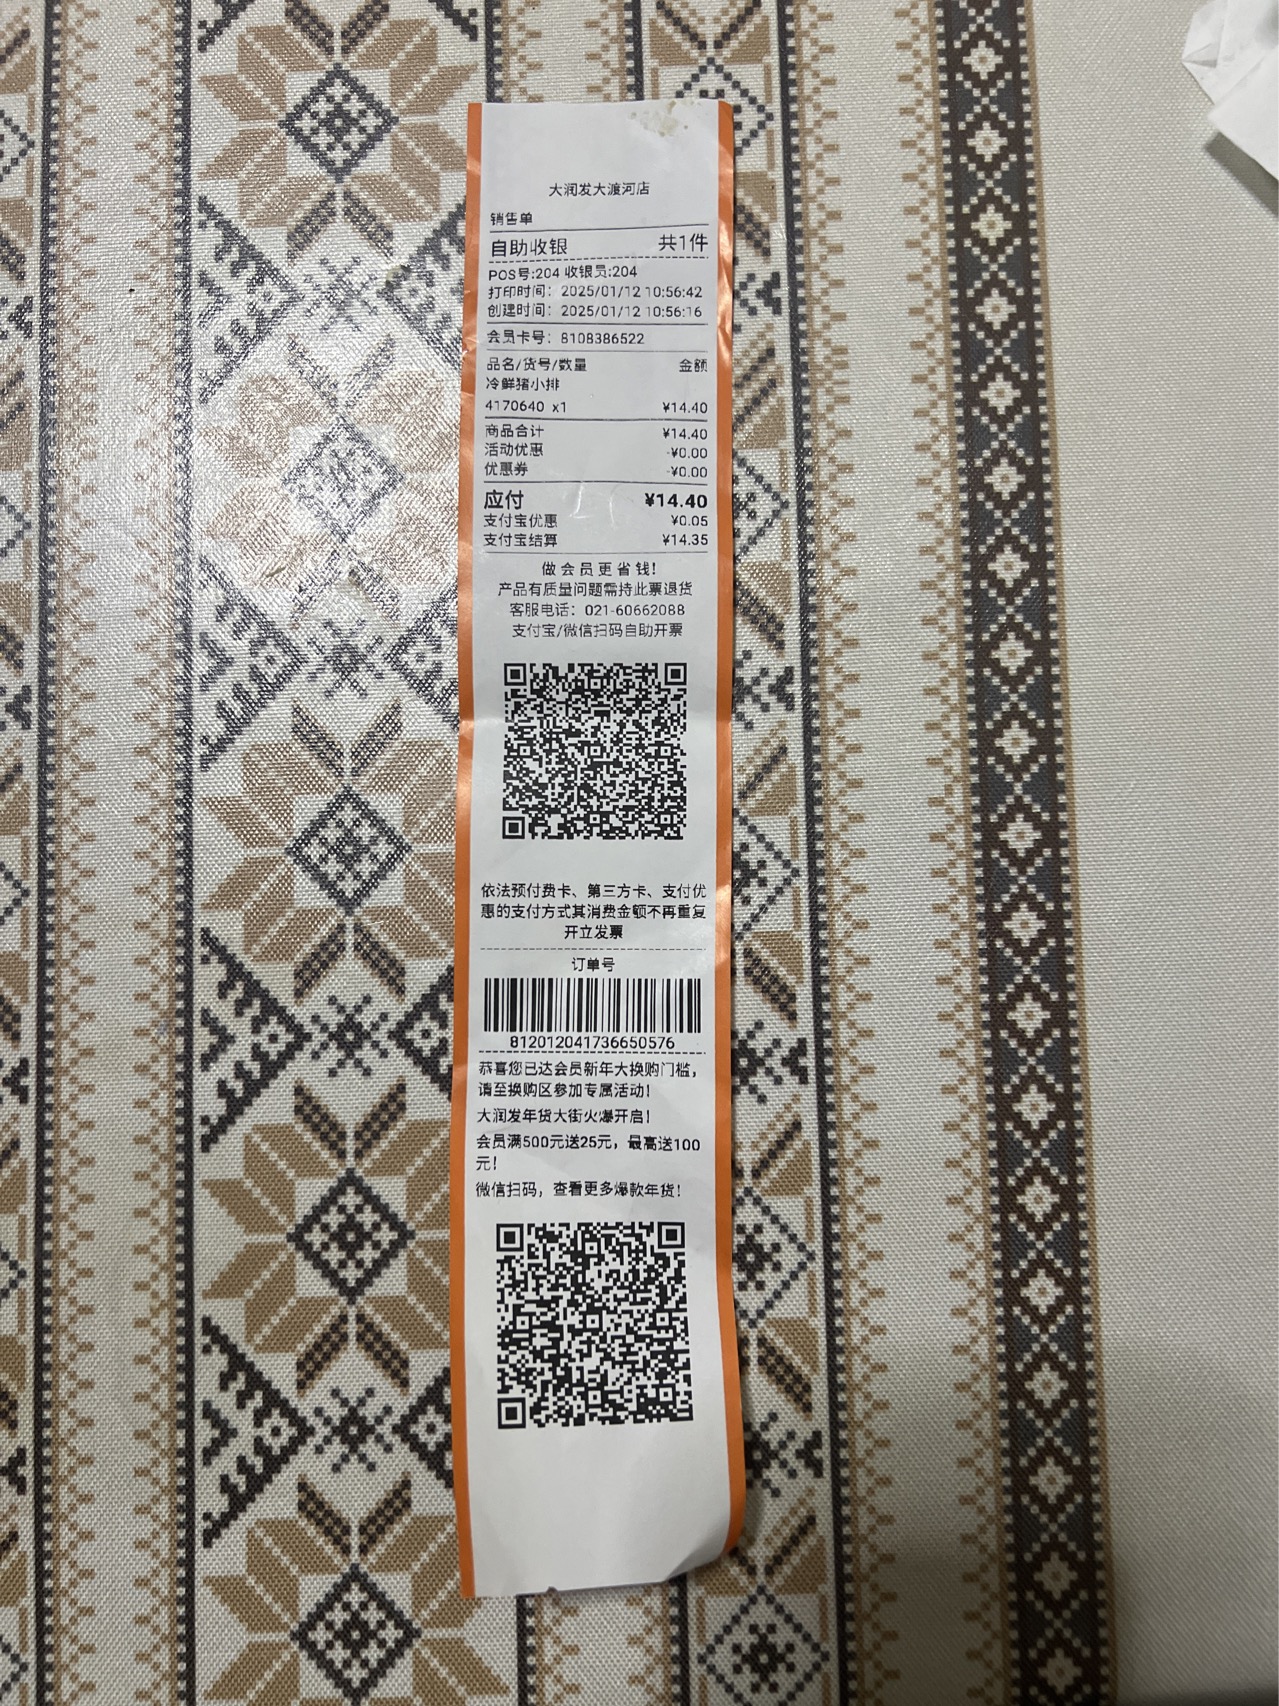 大润发大渡河店
销售单
自助收银 共1件
POS号:204 收银员:204
打印时间: 2025/01/12 10:56:42
创建时间: 2025/01/12 10:56:16
会员卡号: 8108386522
品名/货号/数量 金额
冷鲜猪小排
4170640 x1 ¥14.40
商品合计 ¥14.40
活动优惠 -¥0.00
优惠券 -¥0.00
应付 ¥14.40
支付宝优惠 ¥0.05
支付宝结算 ¥14.35
做会员更省钱!
产品有质量问题需持此票退货
客服电话: 021-60662088
支付宝/微信扫码自助开票
依法预付费卡、第三方卡、支付优
惠的支付方式其消费金额不再重复
开立发票
订单号
812012041736650576
恭喜您已达会员新年大换购门槛,
请至换购区参加专属活动!
大润发年货大街火爆开启!
会员满500元送25元, 最高送100
元!
微信扫码, 查看更多爆款年货!